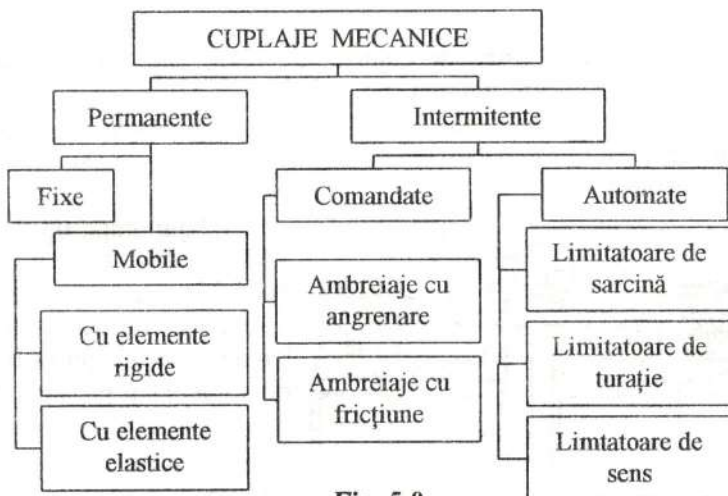 CUPLAJE MECANICE
Permanente
Intermitente
Fixe
Comandate
Automate
Mobile
Limitatoare de
sarcină
Ambreiaje cu
angrenare
Cu elemente
rigide
Limitatoare de
turație
Ambreiaje cu
fricțiune
Cu elemente
elastice
Limtatoare de
sens